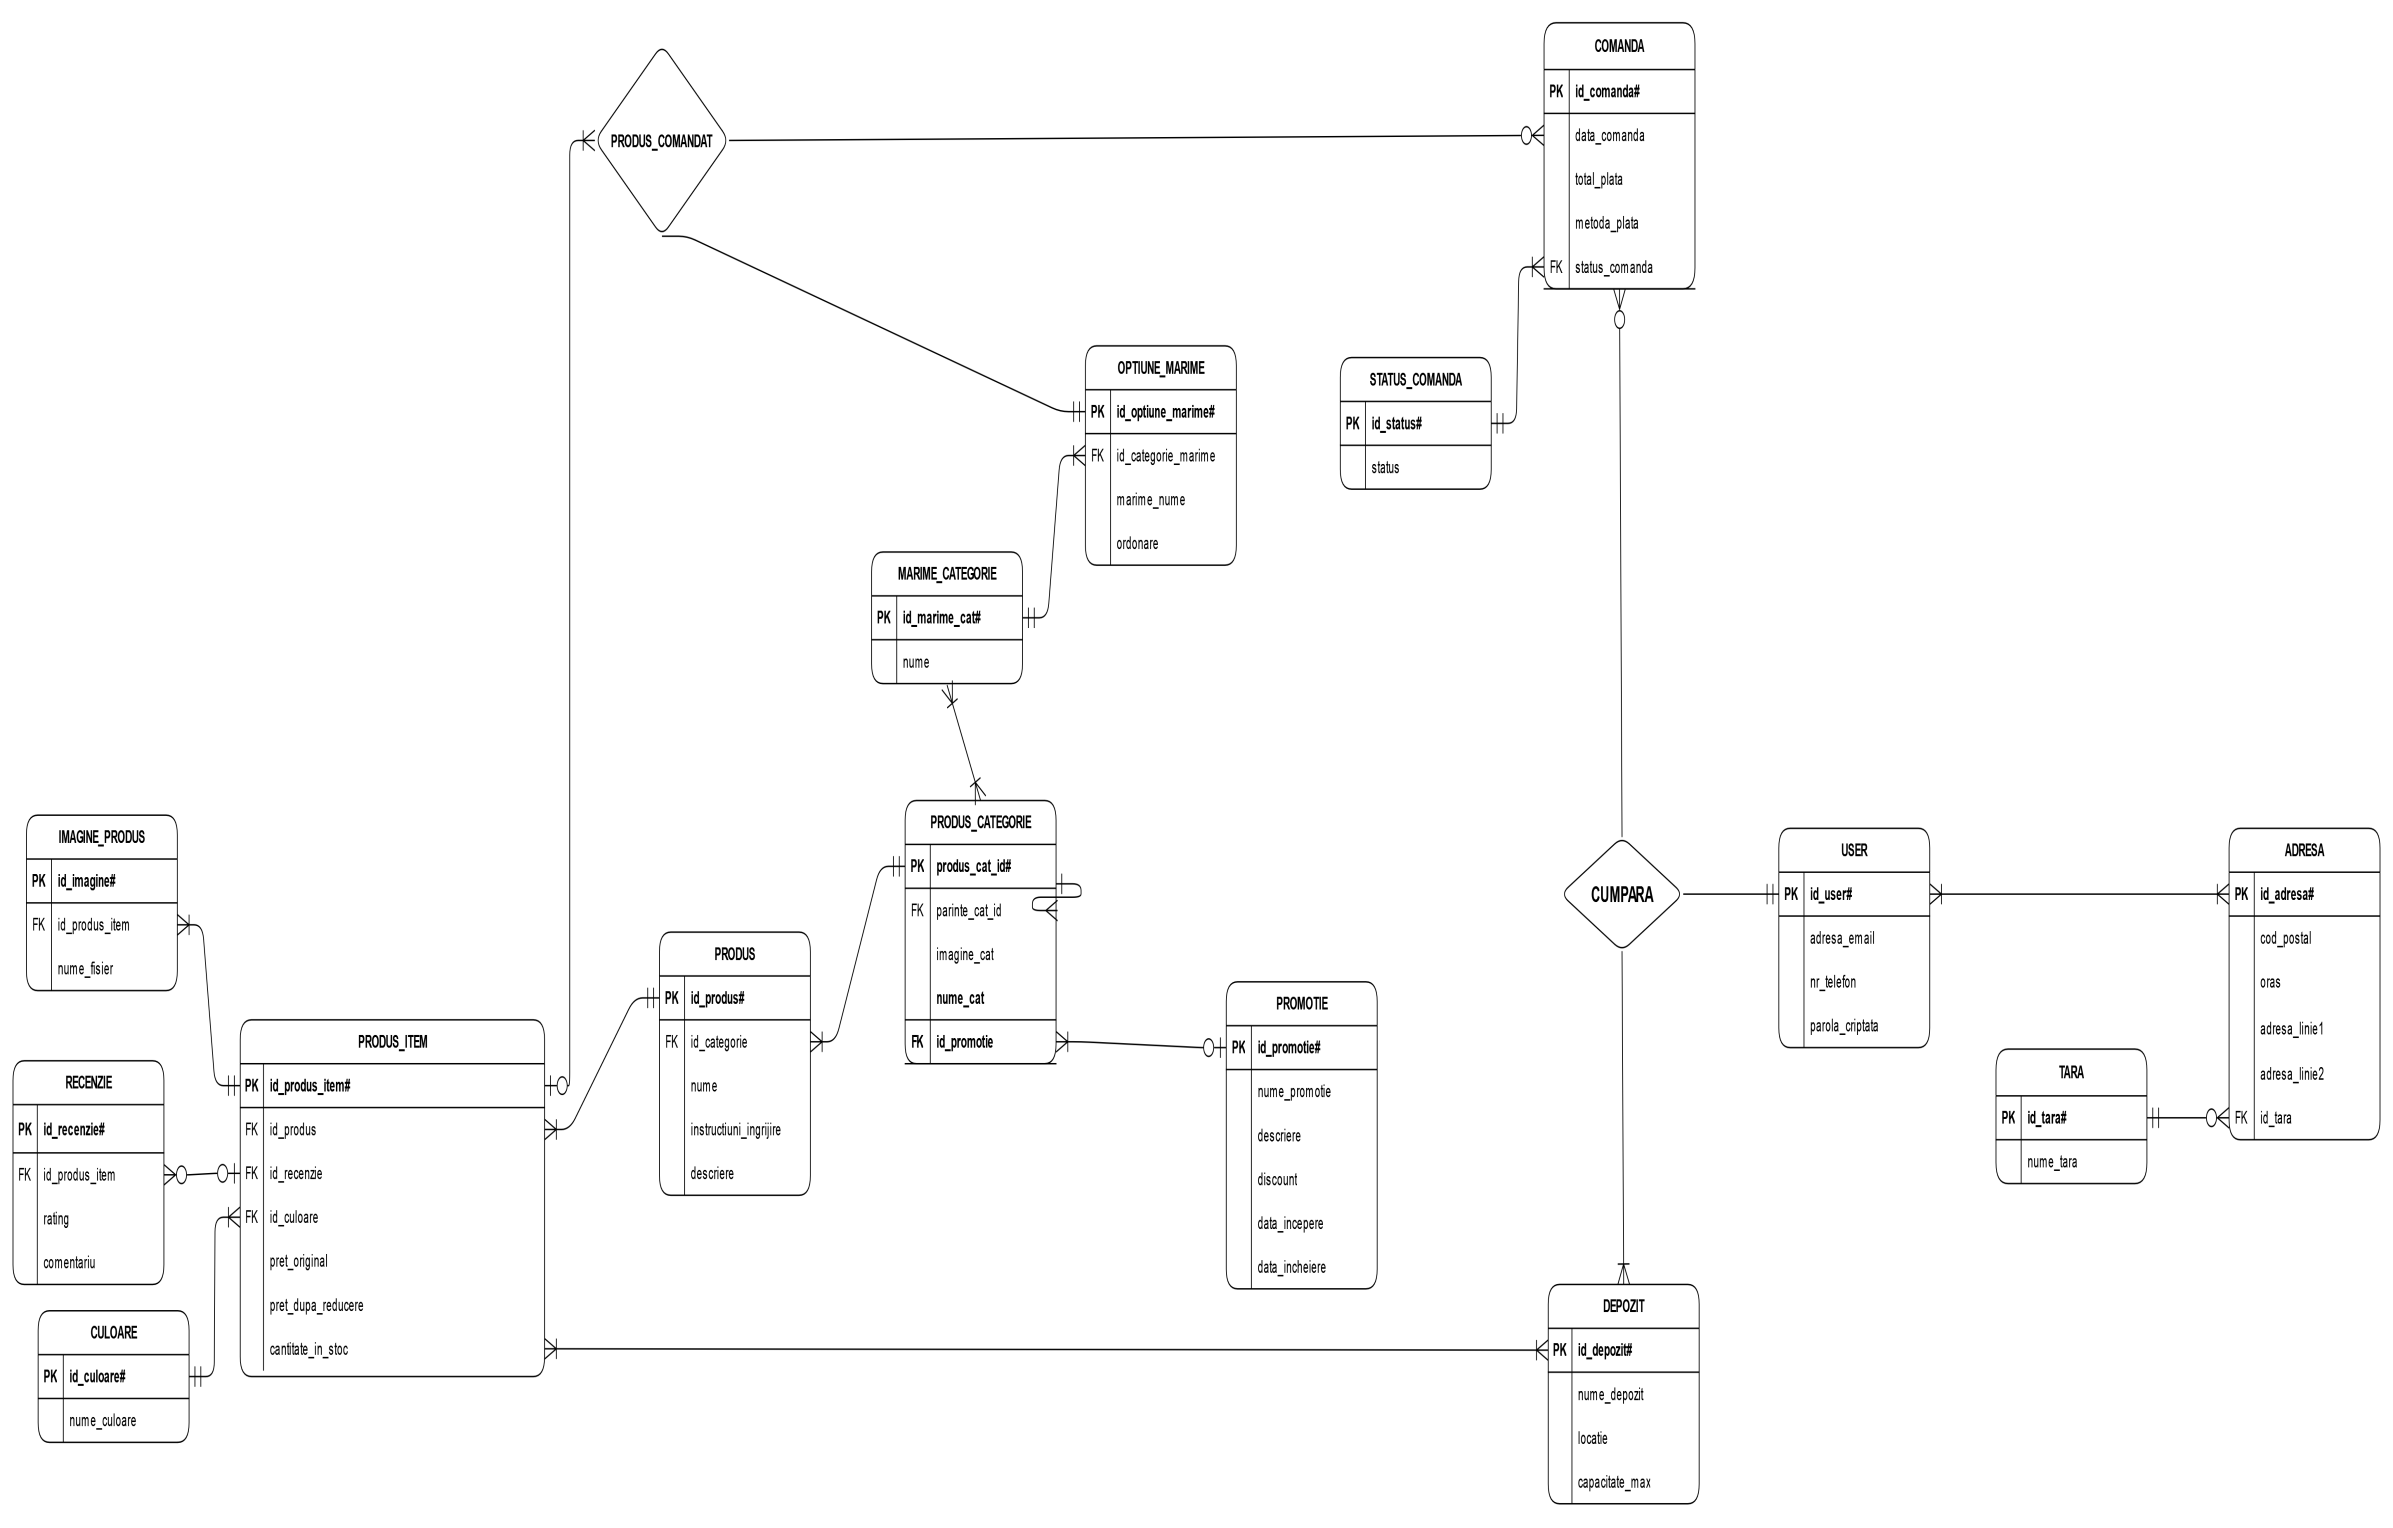 COMANDA
PK id_comanda#
data_comanda
total_plata
metoda_plata
FK status_comanda
PRODUS_COMANDAT
OPTIUNE_MARIME
PK id_optiune_marime#
FK id_categorie_marime
marime_nume
ordonare
STATUS_COMANDA
PK id_status#
status
MARIME_CATEGORIE
PK id_marime_cat#
nume
PRODUS_CATEGORIE
PK produs_cat_id#
FK parinte_cat_id
imagine_cat
nume_cat
FK id_promotie
IMAGINE_PRODUS
PK id_imagine#
FK id_produs_item
nume_fisier
CUMPARA
USER
PK id_user#
adresa_email
nr_telefon
parola_criptata
ADRESA
PK id_adresa#
cod_postal
oras
adresa_linie1
adresa_linie2
FK id_tara
PRODUS
PK id_produs#
FK id_categorie
nume
instructiuni_ingrijire
descriere
PROMOTIE
PK id_promotie#
nume_promotie
descriere
discount
data_incepere
data_incheiere
PRODUS_ITEM
PK id_produs_item#
FK id_produs
FK id_recenzie
FK id_culoare
pret_original
pret_dupa_reducere
cantitate_in_stoc
RECENZIE
PK id_recenzie#
FK id_produs_item
rating
comentariu
TARA
PK id_tara#
nume_tara
CULOARE
PK id_culoare#
nume_culoare
DEPOZIT
PK id_depozit#
nume_depozit
locatie
capacitate_max